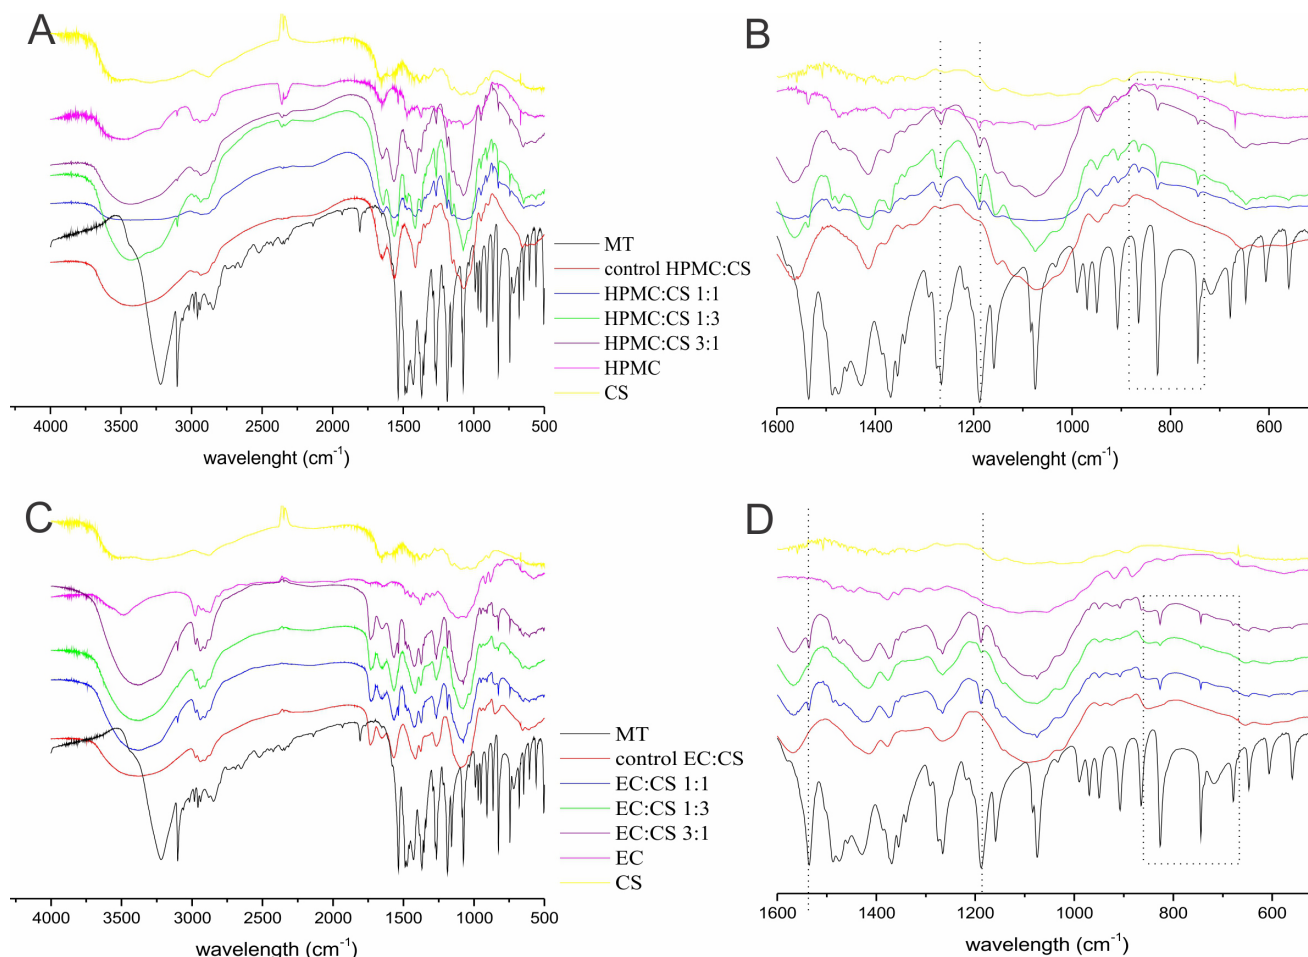 A
MT
control HPMC:CS
HPMC:CS 1:1
HPMC:CS 1:3
HPMC:CS 3:1
HPMC
CS
4000 3500 3000 2500 2000 1500 1000 500
wavelenght (cm-1)
B
1600 1400 1200 1000 800 600
wavelenght (cm-1)
C
MT
control EC:CS
EC:CS 1:1
EC:CS 1:3
EC:CS 3:1
EC
CS
4000 3500 3000 2500 2000 1500 1000 500
wavelength (cm-1)
D
1600 1400 1200 1000 800 600
wavelength (cm-1)